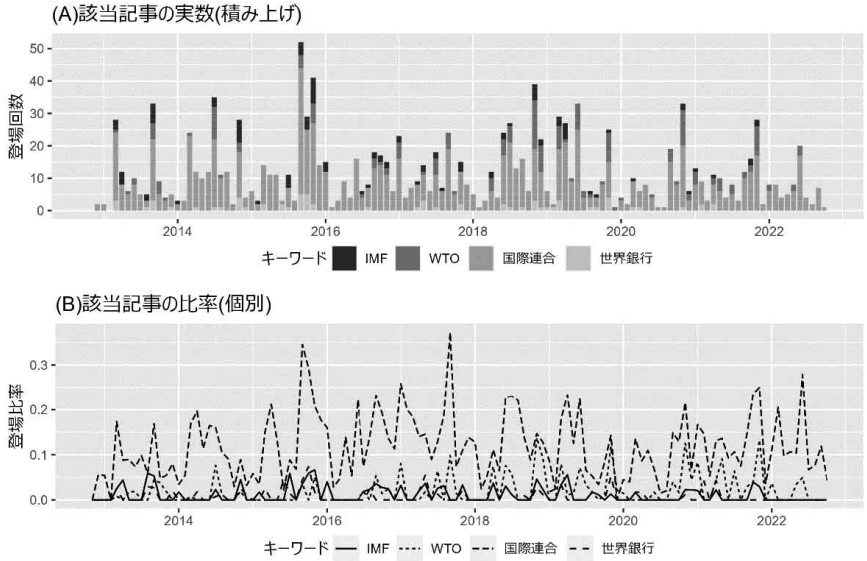 (A)該当記事の実数(積み上げ)
登場回数
50
40
30
20
10
0
2014 2016 2018 2020 2022
キーワード IMF WTO 国際連合 世界銀行
(B)該当記事の比率(個別)
登場比率
0.3
0.2
0.1
0.0
2014 2016 2018 2020 2022
キーワード IMF WTO 国際連合 世界銀行